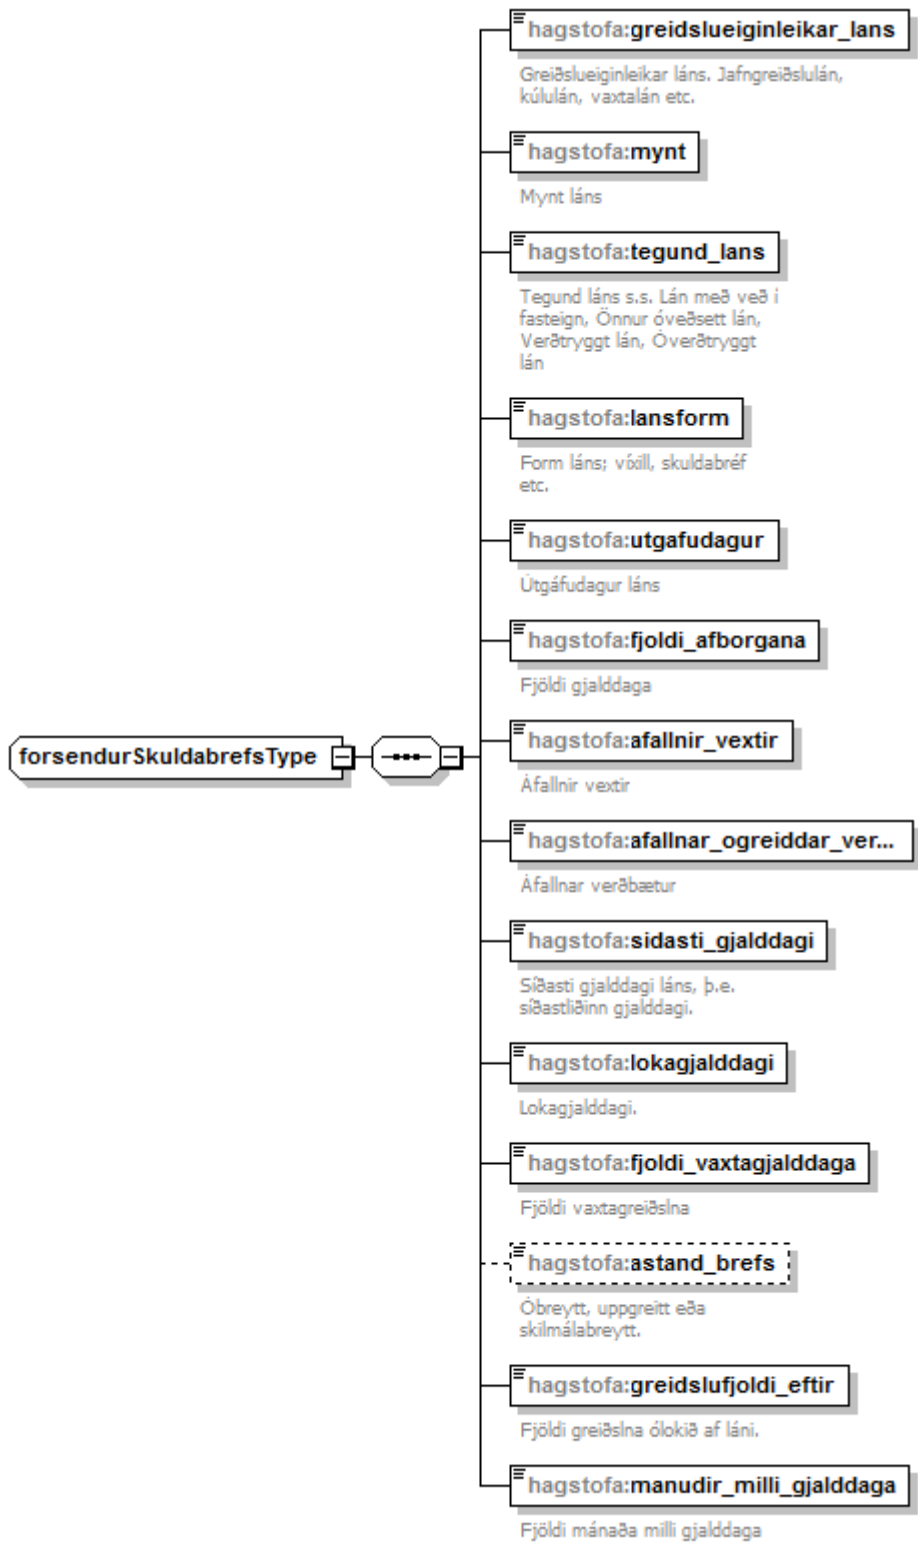 hagstofa:greidslueiginleikar_lans
Greiðslueiginleikar láns. Jafngreiðslulán,
kúlulán, vaxtalán etc.
hagstofa:mynt
Mynt láns
hagstofa:tegund_lans
Tegund láns s.s. Lán með veð í
fasteign, Önnur óveðsett lán,
Verðtryggt lán, Óverðtryggt
lán
hagstofa:lansform
Form láns; víxill, skuldabréf
etc.
hagstofa:utgafudagur
Útgáfudagur láns
hagstofa:fjoldi_afborgana
Fjöldi gjalddaga
forsendurSkuldabrefsType
hagstofa:afallnir_vextir
Áfallnir vextir
hagstofa:afallnar_ogreiddar_ver...
Áfallnar verðbætur
hagstofa:sidasti_gjalddagi
Síðasti gjalddagi láns, þ.e.
síðastliðinn gjalddagi.
hagstofa:lokagjalddagi
Lokagjalddagi.
hagstofa:fjoldi_vaxtagjalddaga
Fjöldi vaxtagreiðslna
hagstofa:astand_brefs
Óbreytt, uppgreitt eða
skilmálabreytt.
hagstofa:greidslufjoldi_eftir
Fjöldi greiðslna ólokið af láni.
hagstofa:manudir_milli_gjalddaga
Fjöldi mánaða milli gjalddaga